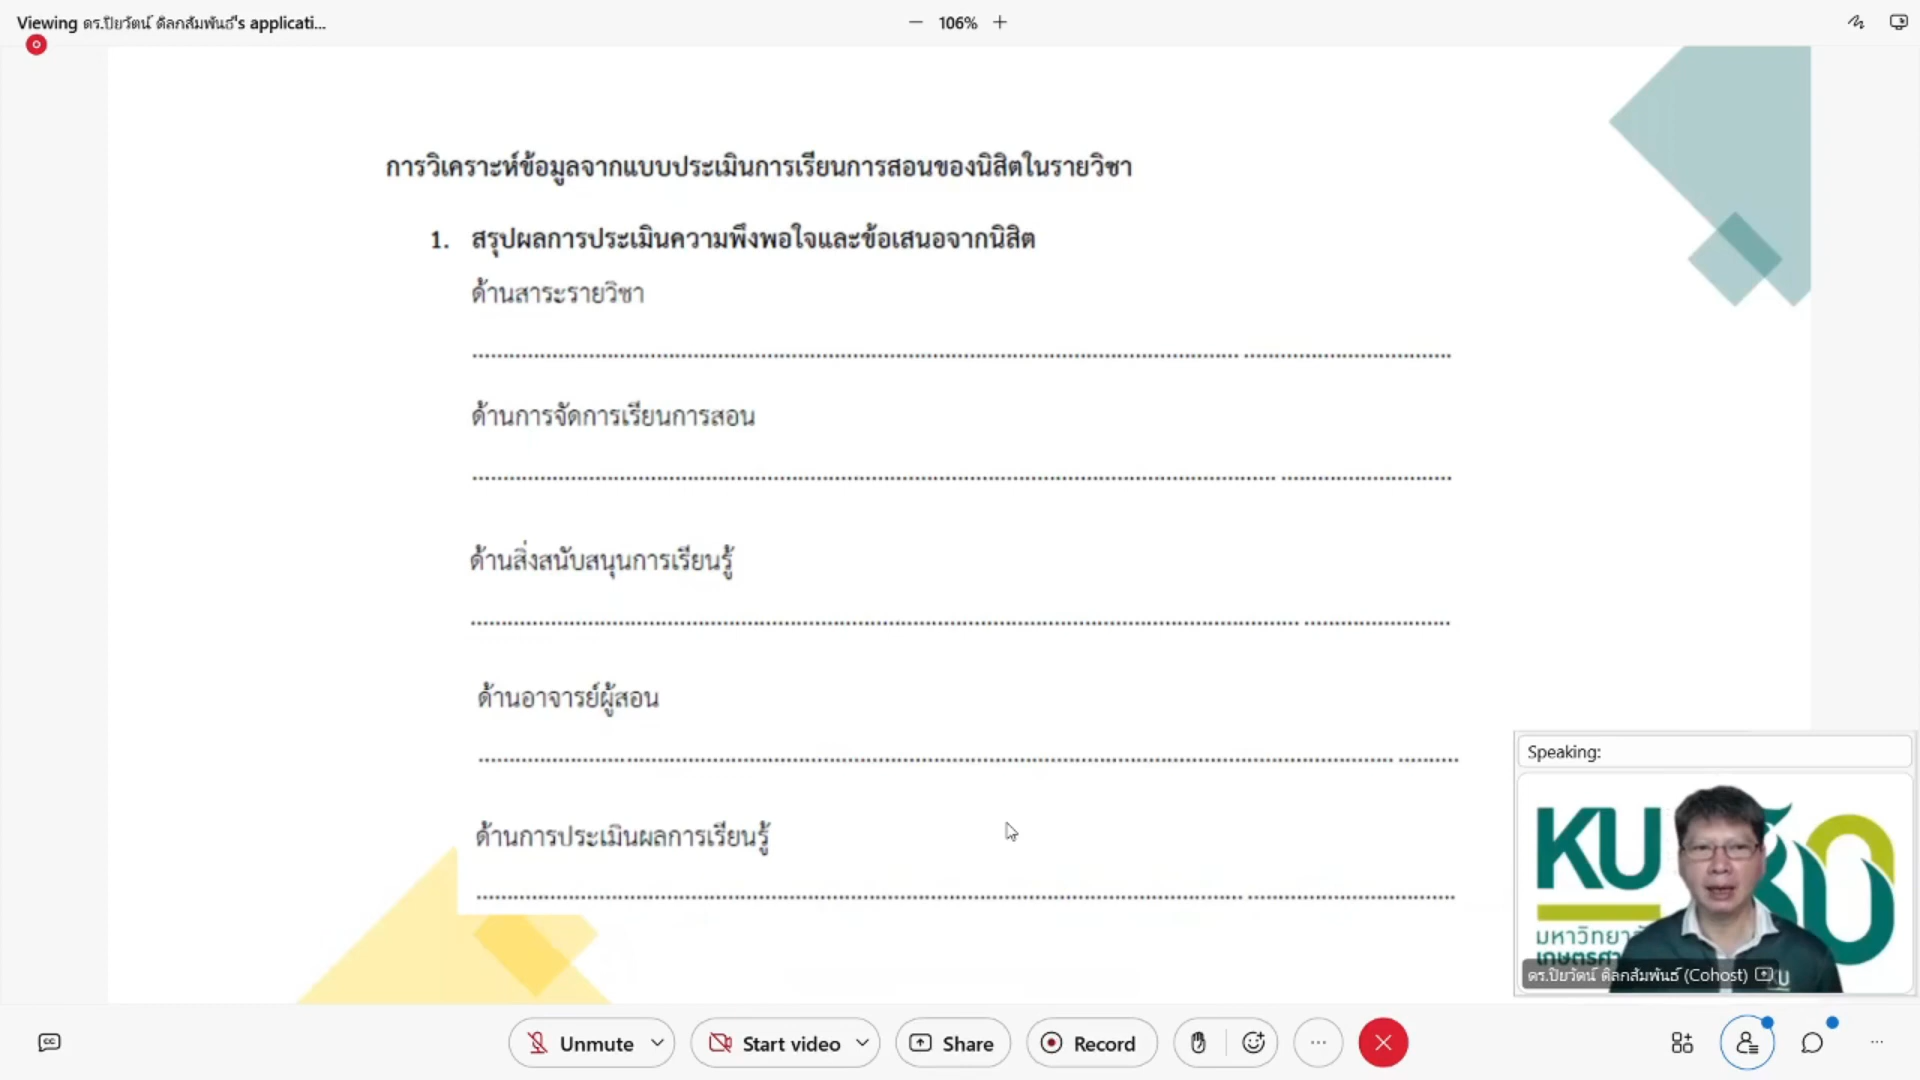 Viewing ดร.ปิยวัฒน์ ดิลกสัมพันธ์'s applicati...
106%
การวิเคราะห์ข้อมูลจากแบบประเมินการเรียนการสอนของนิสิตในรายวิชา
1. สรุปผลการประเมินความพึงพอใจและข้อเสนอจากนิสิต
ด้านสาระรายวิชา
ด้านการจัดการเรียนการสอน
ด้านสิ่งสนับสนุนการเรียนรู้
ด้านอาจารย์ผู้สอน
ด้านการประเมินผลการเรียนรู้
Speaking:
KU 80
ดร.ปิยวัฒน์ ดิลกสัมพันธ์ (Cohost)
Unmute
Start video
Share
Record